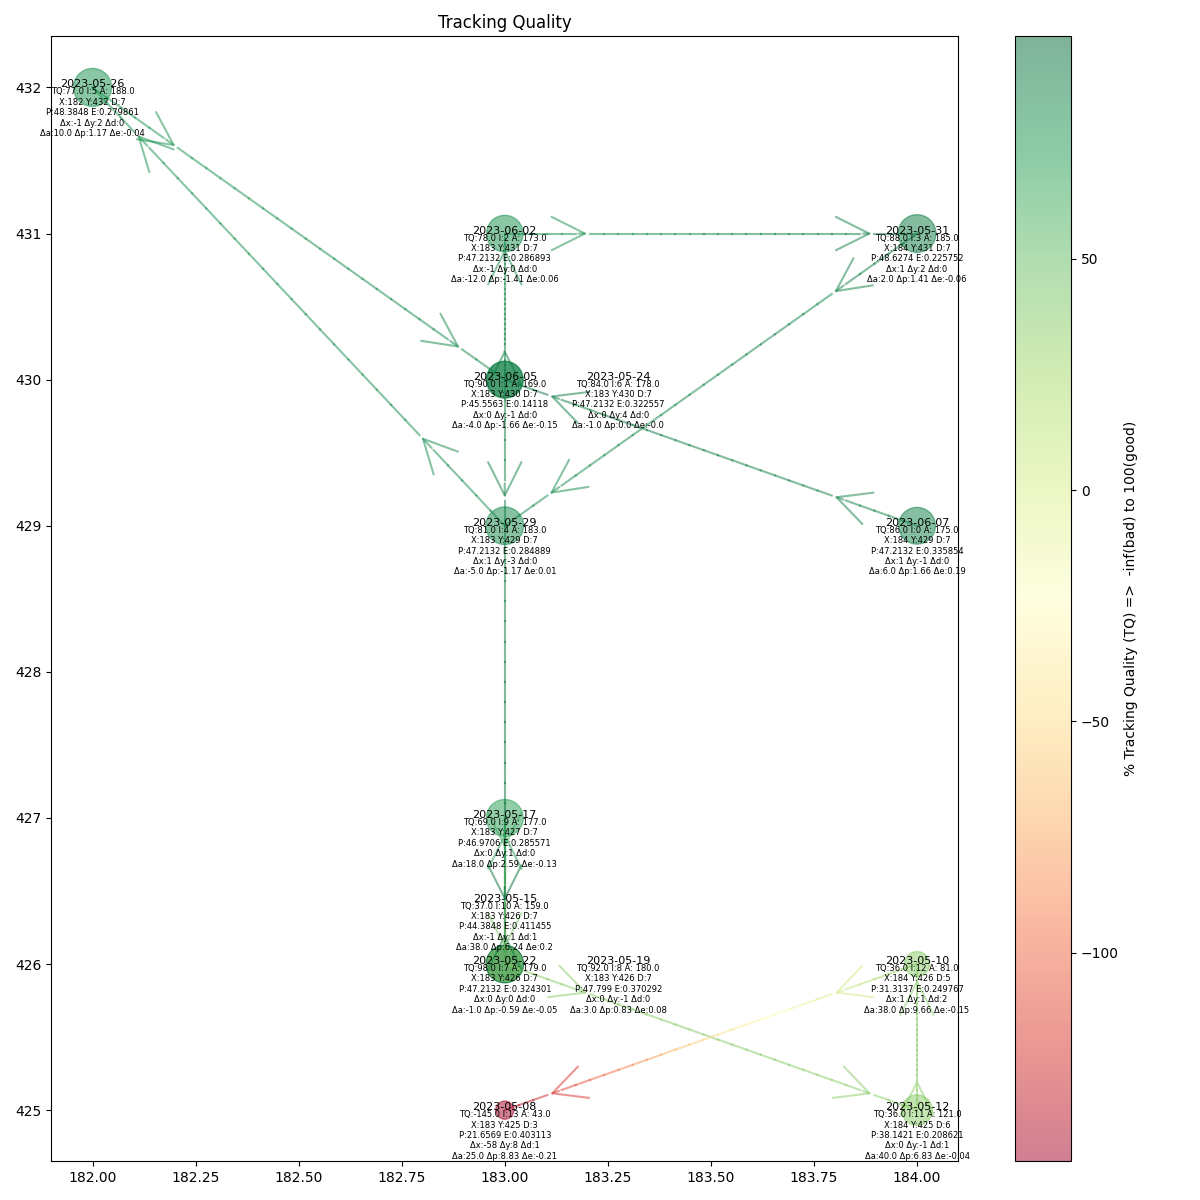 Tracking Quality
2023-05-26
TQ:77.0 I:5 A: 188.0
X:182 Y:432 D:7
P:48.3848 E:0.279861
Δx:-1 Δy:2 Δd:0
Δa:10.0 Δp:1.17 Δe:-0.04
2023-06-02
TQ:78.0 I:2 A: 173.0
X:183 Y:431 D:7
P:47.2132 E:0.286893
Δx:-1 Δy:0 Δd:0
Δa:-12.0 Δp:-1.41 Δe:0.06
2023-05-31
TQ:88.0 I:3 A: 185.0
X:184 Y:431 D:7
P:48.6274 E:0.225752
Δx:1 Δy:2 Δd:0
Δa:2.0 Δp:1.41 Δe:-0.06
2023-06-05
TQ:90.0 I:1 A: 169.0
X:183 Y:430 D:7
P:45.5563 E:0.14118
Δx:0 Δy:-1 Δd:0
Δa:-4.0 Δp:-1.66 Δe:-0.15
2023-05-24
TQ:84.0 I:6 A: 178.0
X:183 Y:430 D:7
P:47.2132 E:0.322557
Δx:0 Δy:4 Δd:0
Δa:-1.0 Δp:0.0 Δe:-0.0
2023-05-29
TQ:81.0 I:4 A: 183.0
X:183 Y:429 D:7
P:47.2132 E:0.284889
Δx:1 Δy:-3 Δd:0
Δa:-5.0 Δp:-1.17 Δe:0.01
2023-06-07
TQ:86.0 I:0 A: 175.0
X:184 Y:429 D:7
P:47.2132 E:0.335854
Δx:1 Δy:-1 Δd:0
Δa:6.0 Δp:1.66 Δe:0.19
2023-05-17
TQ:69.0 I:9 A: 177.0
X:183 Y:427 D:7
P:46.9706 E:0.285571
Δx:0 Δy:1 Δd:0
Δa:18.0 Δp:2.59 Δe:-0.13
2023-05-15
TQ:37.0 I:10 A: 159.0
X:183 Y:426 D:7
P:44.3848 E:0.411455
Δx:-1 Δy:1 Δd:1
Δa:38.0 Δp:6.24 Δe:0.2
2023-05-22
TQ:98.0 I:7 A: 179.0
X:183 Y:426 D:7
P:47.2132 E:0.324301
Δx:0 Δy:0 Δd:0
Δa:-1.0 Δp:-0.59 Δe:-0.05
2023-05-19
TQ:92.0 I:8 A: 180.0
X:183 Y:426 D:7
P:47.799 E:0.370292
Δx:0 Δy:-1 Δd:0
Δa:3.0 Δp:0.83 Δe:0.08
2023-05-10
TQ:36.0 I:12 A: 81.0
X:184 Y:426 D:5
P:31.3137 E:0.249767
Δx:1 Δy:1 Δd:2
Δa:38.0 Δp:9.66 Δe:-0.15
2023-05-08
TQ:-145.0 I:13 A: 43.0
X:183 Y:425 D:3
P:21.6569 E:0.403113
Δx:-58 Δy:8 Δd:1
Δa:25.0 Δp:8.83 Δe:-0.21
2023-05-12
TQ:36.0 I:11 A: 121.0
X:184 Y:425 D:6
P:38.1421 E:0.208621
Δx:0 Δy:-1 Δd:1
Δa:40.0 Δp:6.83 Δe:-0.04
432
431
430
429
428
427
426
425
182.00
182.25
182.50
182.75
183.00
183.25
183.50
183.75
184.00
50
0
−50
−100
% Tracking Quality (TQ) => -inf(bad) to 100(good)